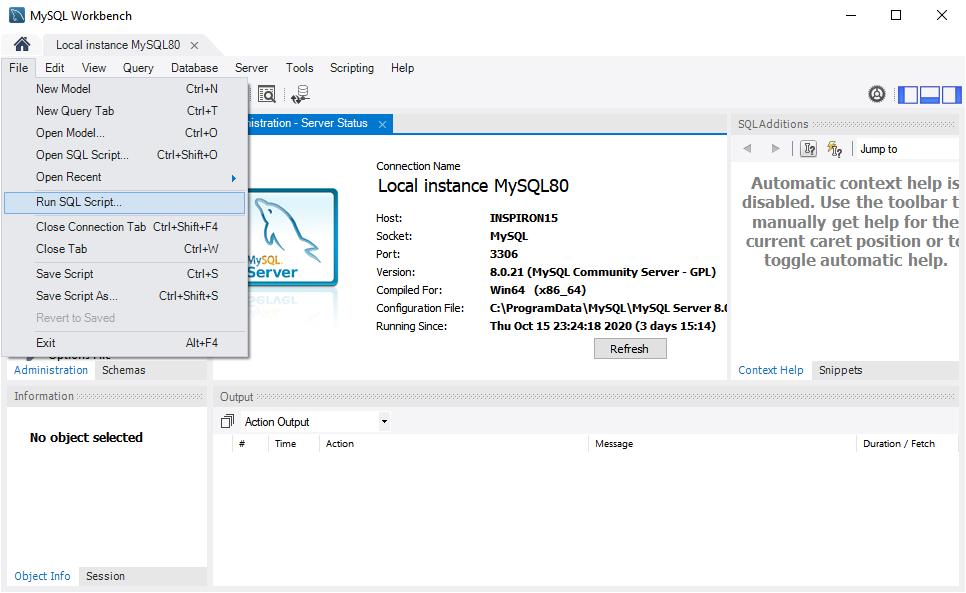 MySQL Workbench
Local instance MySQL80
File Edit View Query Database Server Tools Scripting Help
New Model Ctrl+N
New Query Tab Ctrl+T
Open Model... Ctrl+O
Open SQL Script... Ctrl+Shift+O
Open Recent
Run SQL Script...
Close Connection Tab Ctrl+Shift+F4
Close Tab Ctrl+W
Save Script Ctrl+S
Save Script As... Ctrl+Shift+S
Revert to Saved
Exit Alt+F4
Administration Schemas
Information
No object selected
Object Info Session
inistration - Server Status
MySQL
Server
Connection Name
Local instance MySQL80
Host: INSPIRON15
Socket: MySQL
Port: 3306
Version: 8.0.21 (MySQL Community Server - GPL)
Compiled For: Win64 (x86_64)
Configuration File: C:\ProgramData\MySQL\MySQL Server 8.0
Running Since: Thu Oct 15 23:24:18 2020 (3 days 15:14)
Refresh
SQLAdditions
Jump to
Automatic context help is
disabled. Use the toolbar t
manually get help for the
current caret position or to
toggle automatic help.
Context Help Snippets
Output
Action Output
# Time Action Message Duration / Fetch